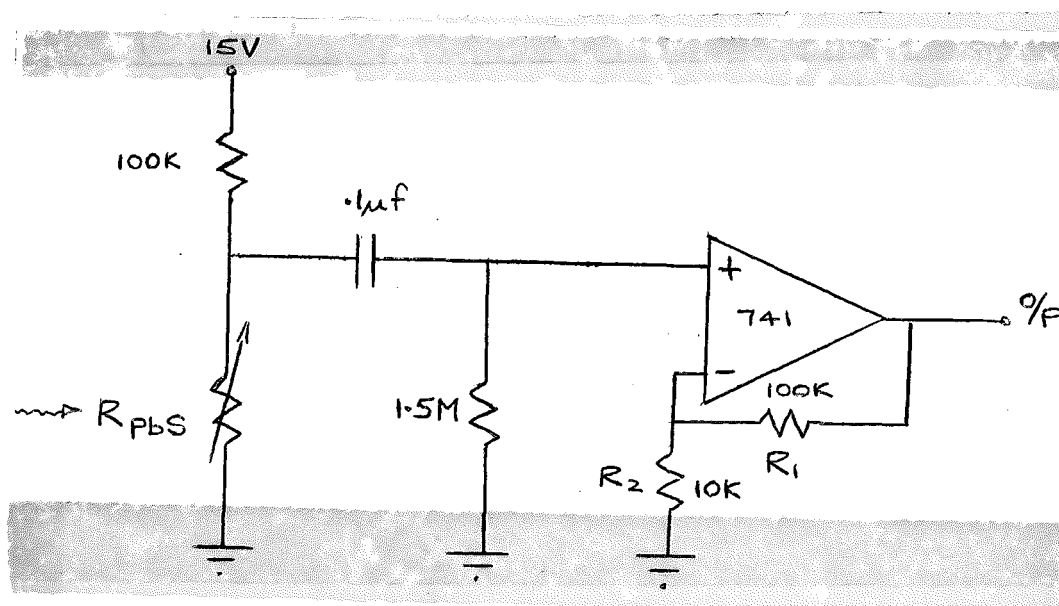 15V
100K
.1µf
+
741
O/P
-
100K
R1
R2
10K
1.5M
RPbS